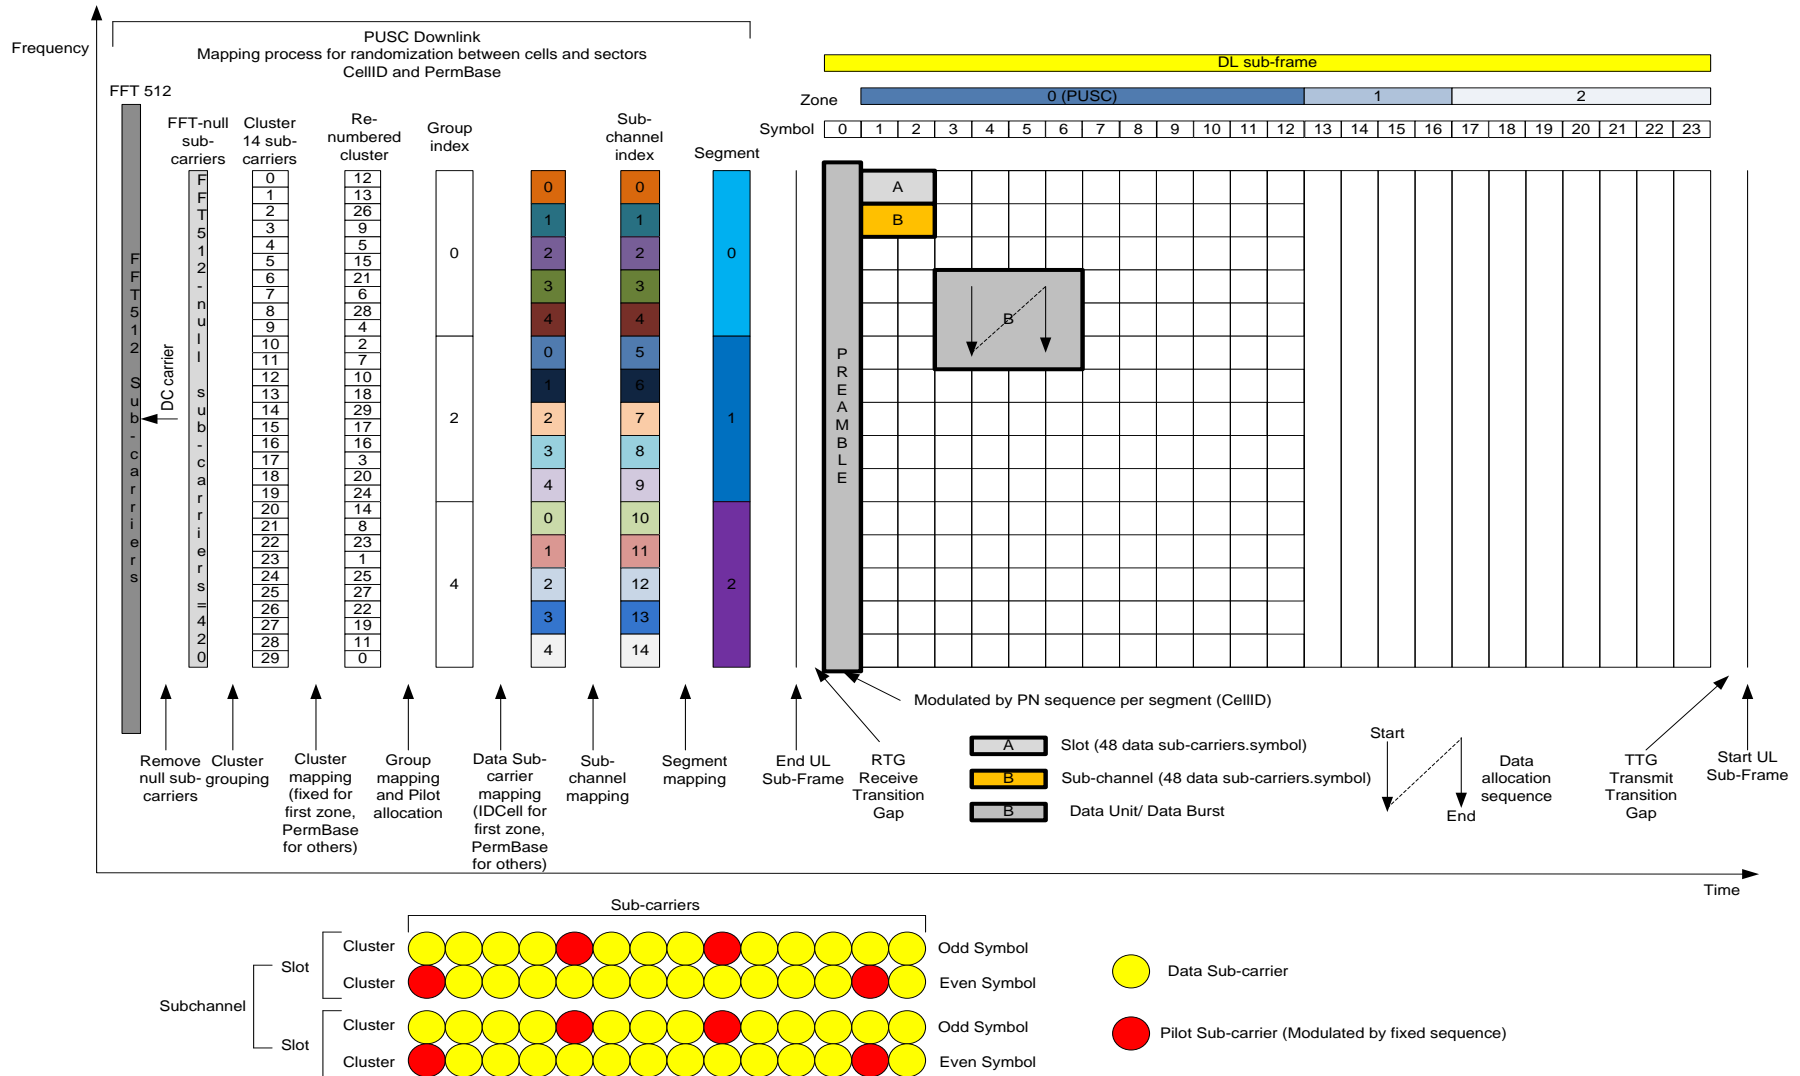 Frequency
PUSC Downlink
Mapping process for randomization between cells and sectors
CellID and PermBase
DL sub-frame
FFT 512
Zone
0 (PUSC)
1
2
Symbol
0 1 2 3 4 5 6 7 8 9 10 11 12 13 14 15 16 17 18 19 20 21 22 23
FFT-null
sub-
carriers
Cluster
14 sub-
carriers
Re-
numbered
cluster
Group
index
Sub-
channel
index
Segment
FFT512 Sub-carriers
DC carrier
FFT512-null sub-carriers=420
0
1
2
3
4
5
6
7
8
9
10
11
12
13
14
15
16
17
18
19
20
21
22
23
24
25
26
27
28
29
12
13
26
9
5
15
21
6
28
4
2
7
10
18
29
17
16
3
20
24
14
8
23
1
25
27
22
19
11
0
0
2
4
0
1
2
3
4
0
1
2
3
4
0
1
2
3
4
0
1
2
3
4
5
6
7
8
9
10
11
12
13
14
0
1
2
PREAMBLE
A
B
B
Remove
null sub-
carriers
Cluster
grouping
Cluster
mapping
(fixed for
first zone,
PermBase
for others)
Group
mapping
and Pilot
allocation
Data Sub-
carrier
mapping
(IDCell for
first zone,
PermBase
for others)
Sub-
channel
mapping
Segment
mapping
End UL
Sub-Frame
RTG
Receive
Transition
Gap
Modulated by PN sequence per segment (CellID)
A
Slot (48 data sub-carriers.symbol)
B
Sub-channel (48 data sub-carriers.symbol)
B
Data Unit/ Data Burst
Start
End
Data
allocation
sequence
TTG
Transmit
Transition
Gap
Start UL
Sub-Frame
Time
Sub-carriers
Subchannel
Slot
Cluster
Odd Symbol
Cluster
Even Symbol
Slot
Cluster
Odd Symbol
Cluster
Even Symbol
Data Sub-carrier
Pilot Sub-carrier (Modulated by fixed sequence)